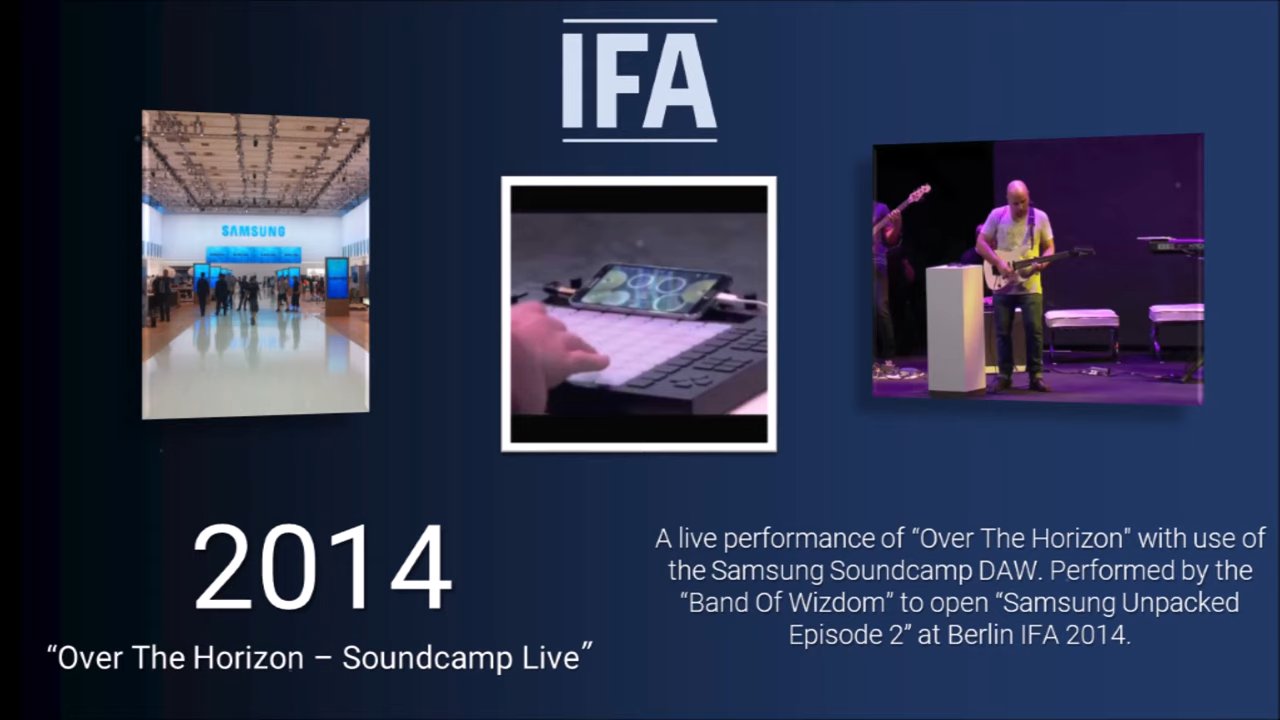 IFA
SAMSUNG
2014
“Over The Horizon – Soundcamp Live”
A live performance of “Over The Horizon" with use of
the Samsung Soundcamp DAW. Performed by the
“Band Of Wizdom” to open “Samsung Unpacked
Episode 2” at Berlin IFA 2014.